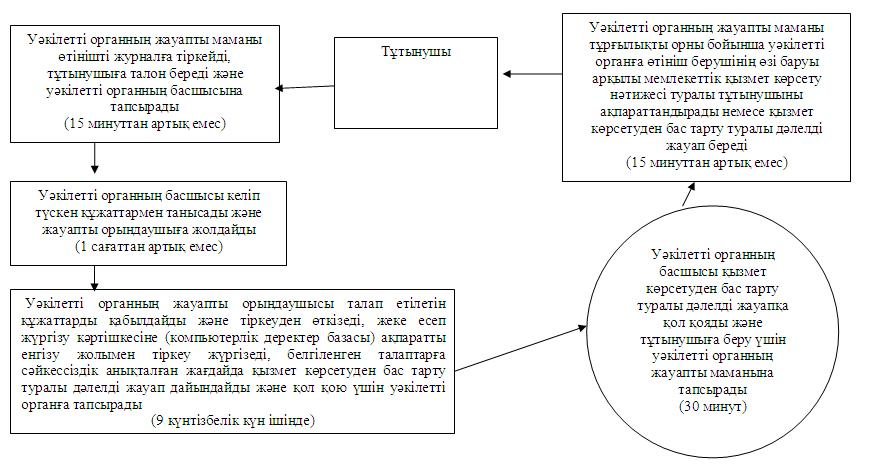 Уәкілетті органның жауапты маманы
өтінішті журналға тіркейді,
тұтынушыға талон береді және
уәкілетті органның басшысына
тапсырады
(15 минуттан артық емес)
Тұтынушы
Уәкілетті органның жауапты маманы
тұрғылықты орны бойынша уәкілетті
органға өтініш берушінің өзі баруы
арқылы мемлекеттік қызмет көрсету
нәтижесі туралы тұтынушыны
ақпараттандырады немесе қызмет
көрсетуден бас тарту туралы дәлелді
жауап береді
(15 минуттан артық емес)
Уәкілетті органның басшысы келіп
түскен құжаттармен танысады және
жауапты орындаушыға жолдайды
(1 сағаттан артық емес)
Уәкілетті органның жауапты орындаушысы талап етілетін
құжаттарды қабылдайды және тіркеуден өткізеді, жеке есеп
жүргізу кәртішкесіне (компьютерлік деректер базасы) ақпаратты
енгізу жолымен тіркеу жүргізеді, белгіленген талаптарға
сәйкессіздік анықталған жағдайда қызмет көрсетуден бас тарту
туралы дәлелді жауап дайындайды және қол қою үшін уәкілетті
органға тапсырады
(9 күнтізбелік күн ішінде)
Уәкілетті органның
басшысы қызмет
көрсетуден бас тарту
туралы дәлелді жауапқа
қол қояды және
тұтынушыға беру үшін
уәкілетті органның
жауапты маманына
тапсырады
(30 минут)